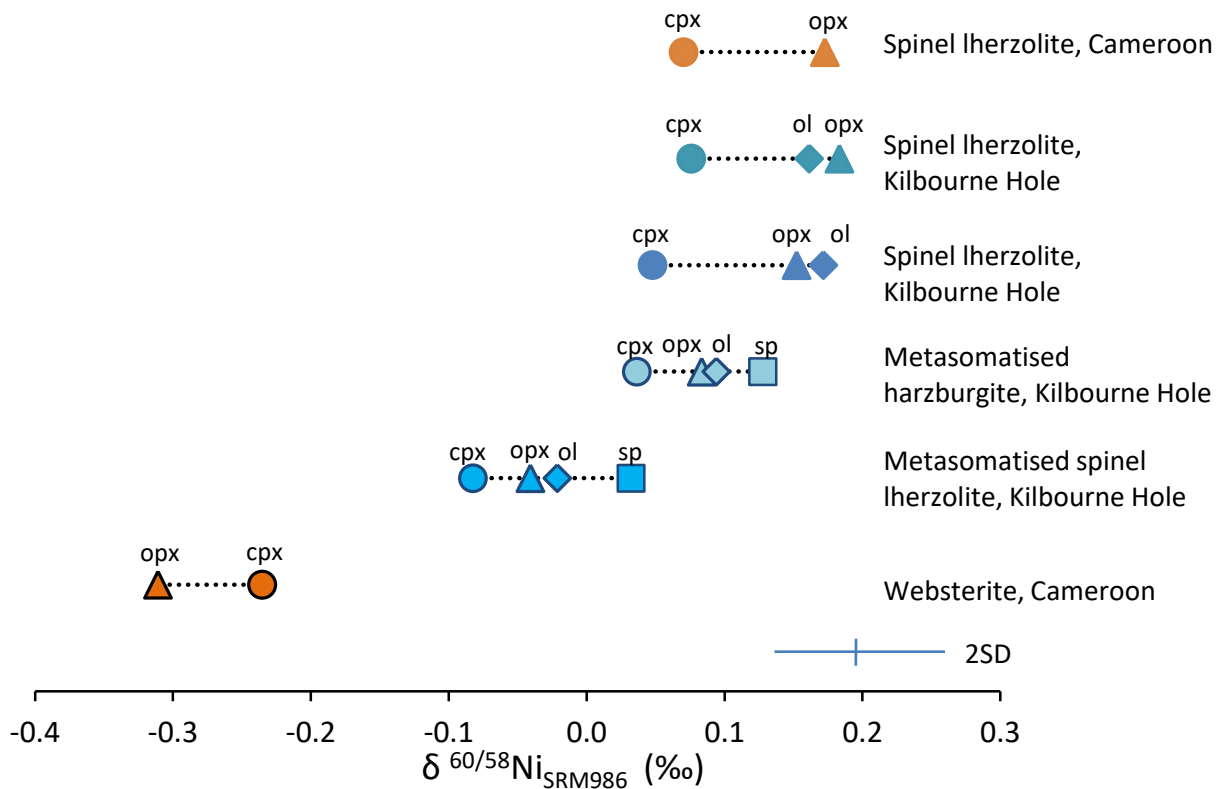 cpx opx
Spinel lherzolite, Cameroon
cpx ol opx
Spinel lherzolite,
Kilbourne Hole
cpx opx ol
Spinel lherzolite,
Kilbourne Hole
cpx opx ol sp
Metasomatised
harzburgite, Kilbourne Hole
cpx opx ol sp
Metasomatised spinel
lherzolite, Kilbourne Hole
opx cpx
Websterite, Cameroon
2SD
-0.4 -0.3 -0.2 -0.1 0.0 0.1 0.2 0.3
δ 60/58NiSRM986 (‰)